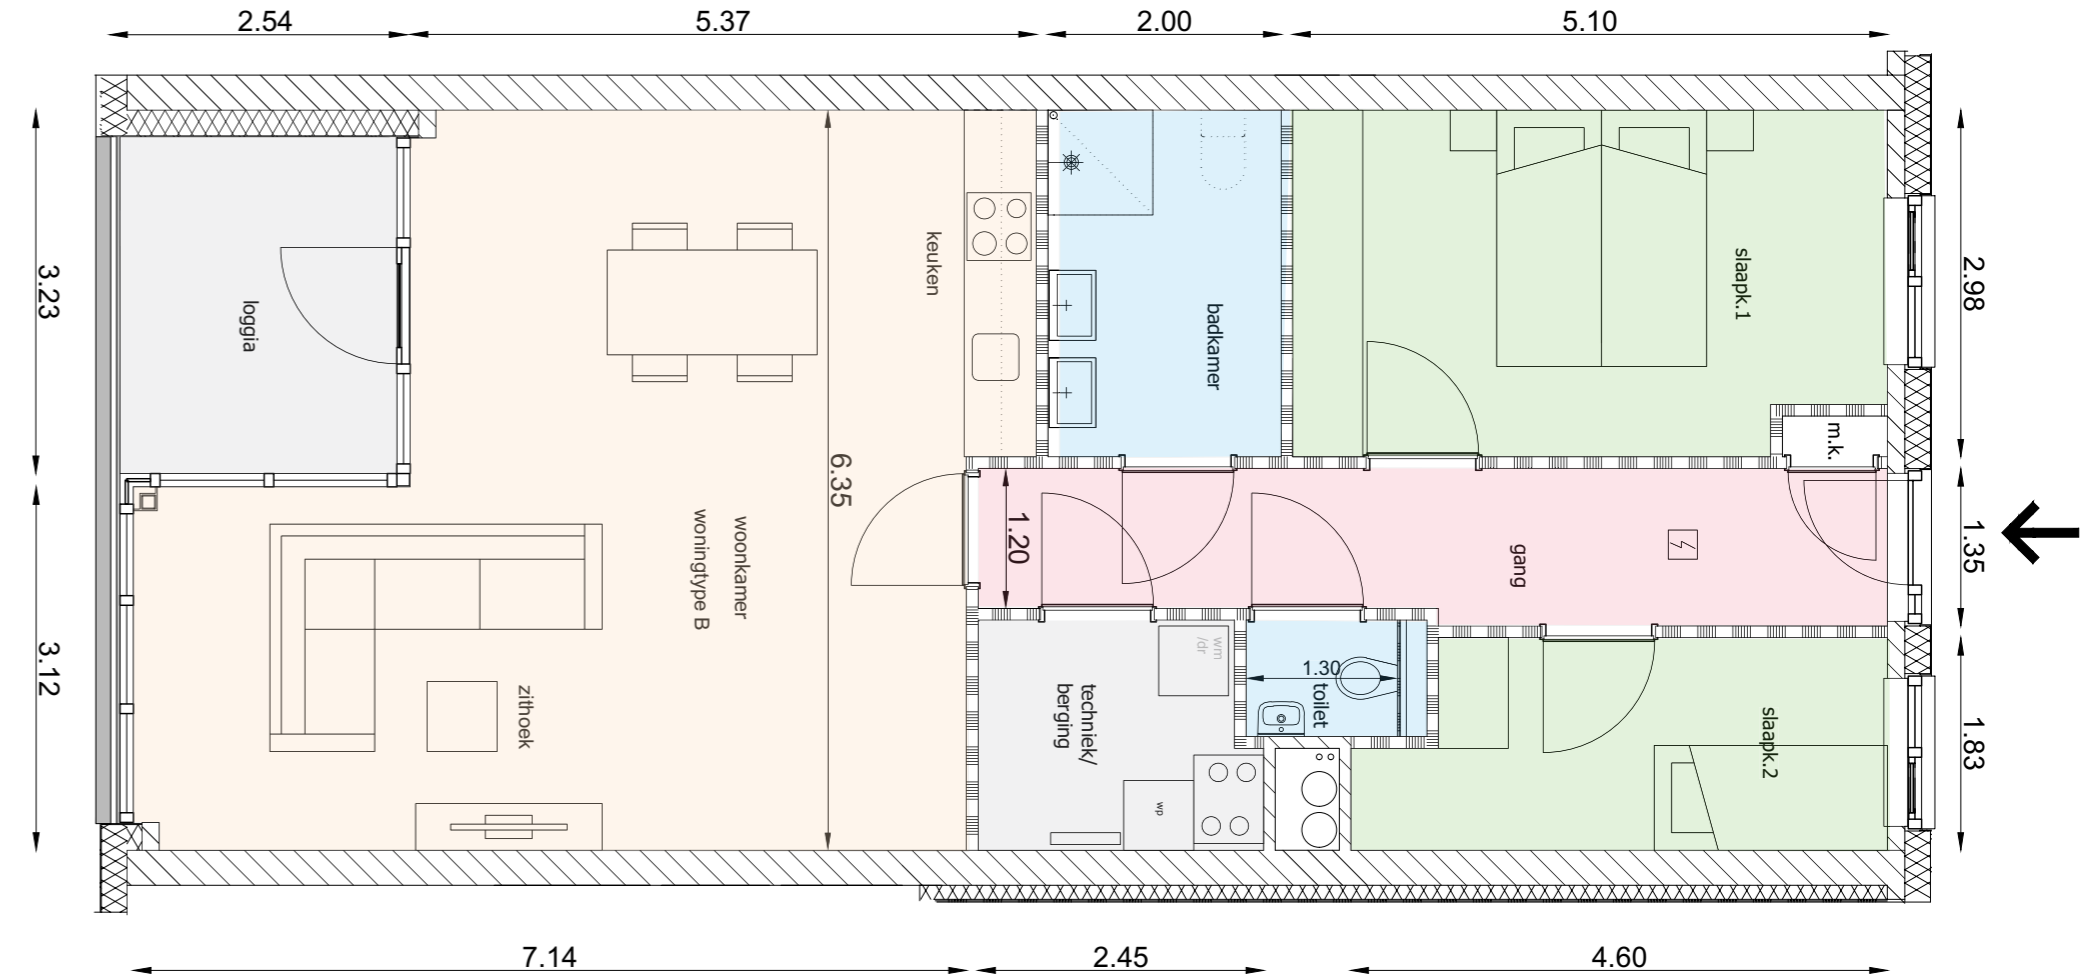 2.54
5.37
2.00
5.10
3.23
3.12
loggia
keuken
badkamer
slaapk.1
2.98
m.k.
6.35
woonkamer
woningtype B
1.20
gang
1.35
zithoek
techniek/
berging
wm
/dr
wp
1.30
toilet
slaapk.2
1.83
7.14
2.45
4.60